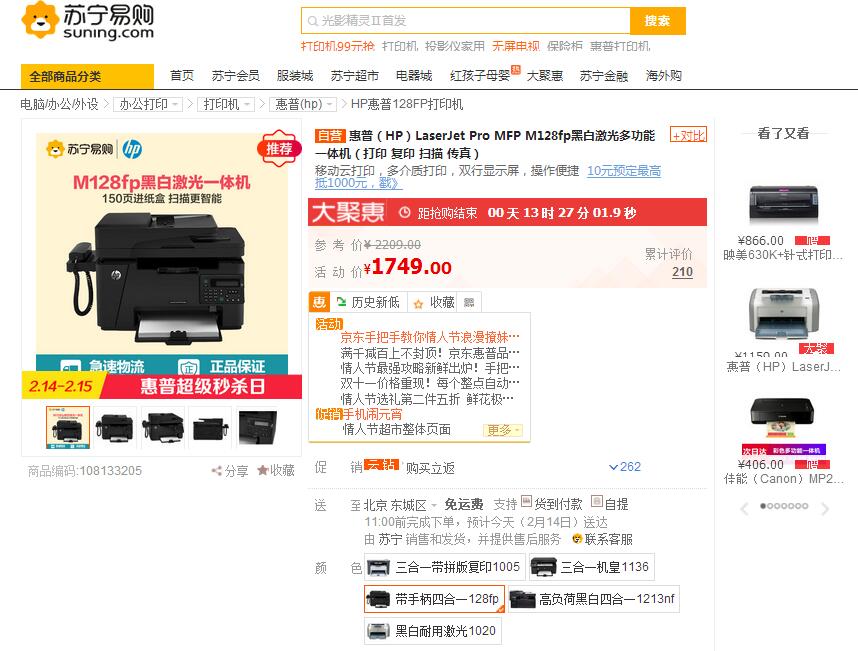 苏宁易购
suning.com
光影精灵II首发
搜索
打印机99元抢 打印机 投影仪家用 无屏电视 保险柜 惠普打印机
全部商品分类
首页 苏宁会员 服装城 苏宁超市 电器城 红孩子母婴 大聚惠 苏宁金融 海外购
电脑/办公/外设 > 办公打印 > 打印机 > 惠普(hp) > HP惠普128FP打印机
苏宁易购 hp
推荐
M128fp黑白激光一体机
150页进纸盒 扫描更智能
急速物流 正品保证
2.14-2.15 惠普超级秒杀日
商品编码:108133205 分享 收藏
自营 惠普（HP）LaserJet Pro MFP M128fp黑白激光多功能
一体机（打印 复印 扫描 传真）
+对比
移动云打印，多介质打印，双行显示屏，操作便捷 10元预定最高
抵1000元，戳》
大聚惠 距抢购结束 00 天 13 时 27 分 01.9 秒
参考价 ¥ 2209.00
活动价 ¥1749.00
累计评价
210
惠 历史新低 收藏
活动
京东手把手教你情人节浪漫撩妹…
满千减百上不封顶！京东惠普品…
情人节最强攻略新鲜出炉！手把…
双十一价格重现！每个整点自动…
情人节选礼第二件五折 鲜花极…
促销手机闹元宵
情人节超市整体页面
更多
促销 云钻 购买立返 262
送至 北京 东城区 免运费 支持 货到付款 自提
11:00前完成下单，预计今天（2月14日）送达
由 苏宁 销售和发货，并提供售后服务 联系客服
颜色 三合一带拼版复印1005 三合一机皇1136
带手柄四合一128fp 高负荷黑白四合一1213nf
黑白耐用激光1020
看了又看
¥866.00
映美630K+针式打印…
¥1159.00 大聚
惠普（HP）LaserJ…
次日达 彩色多功能一体机
¥406.00
佳能（Canon）MP2…